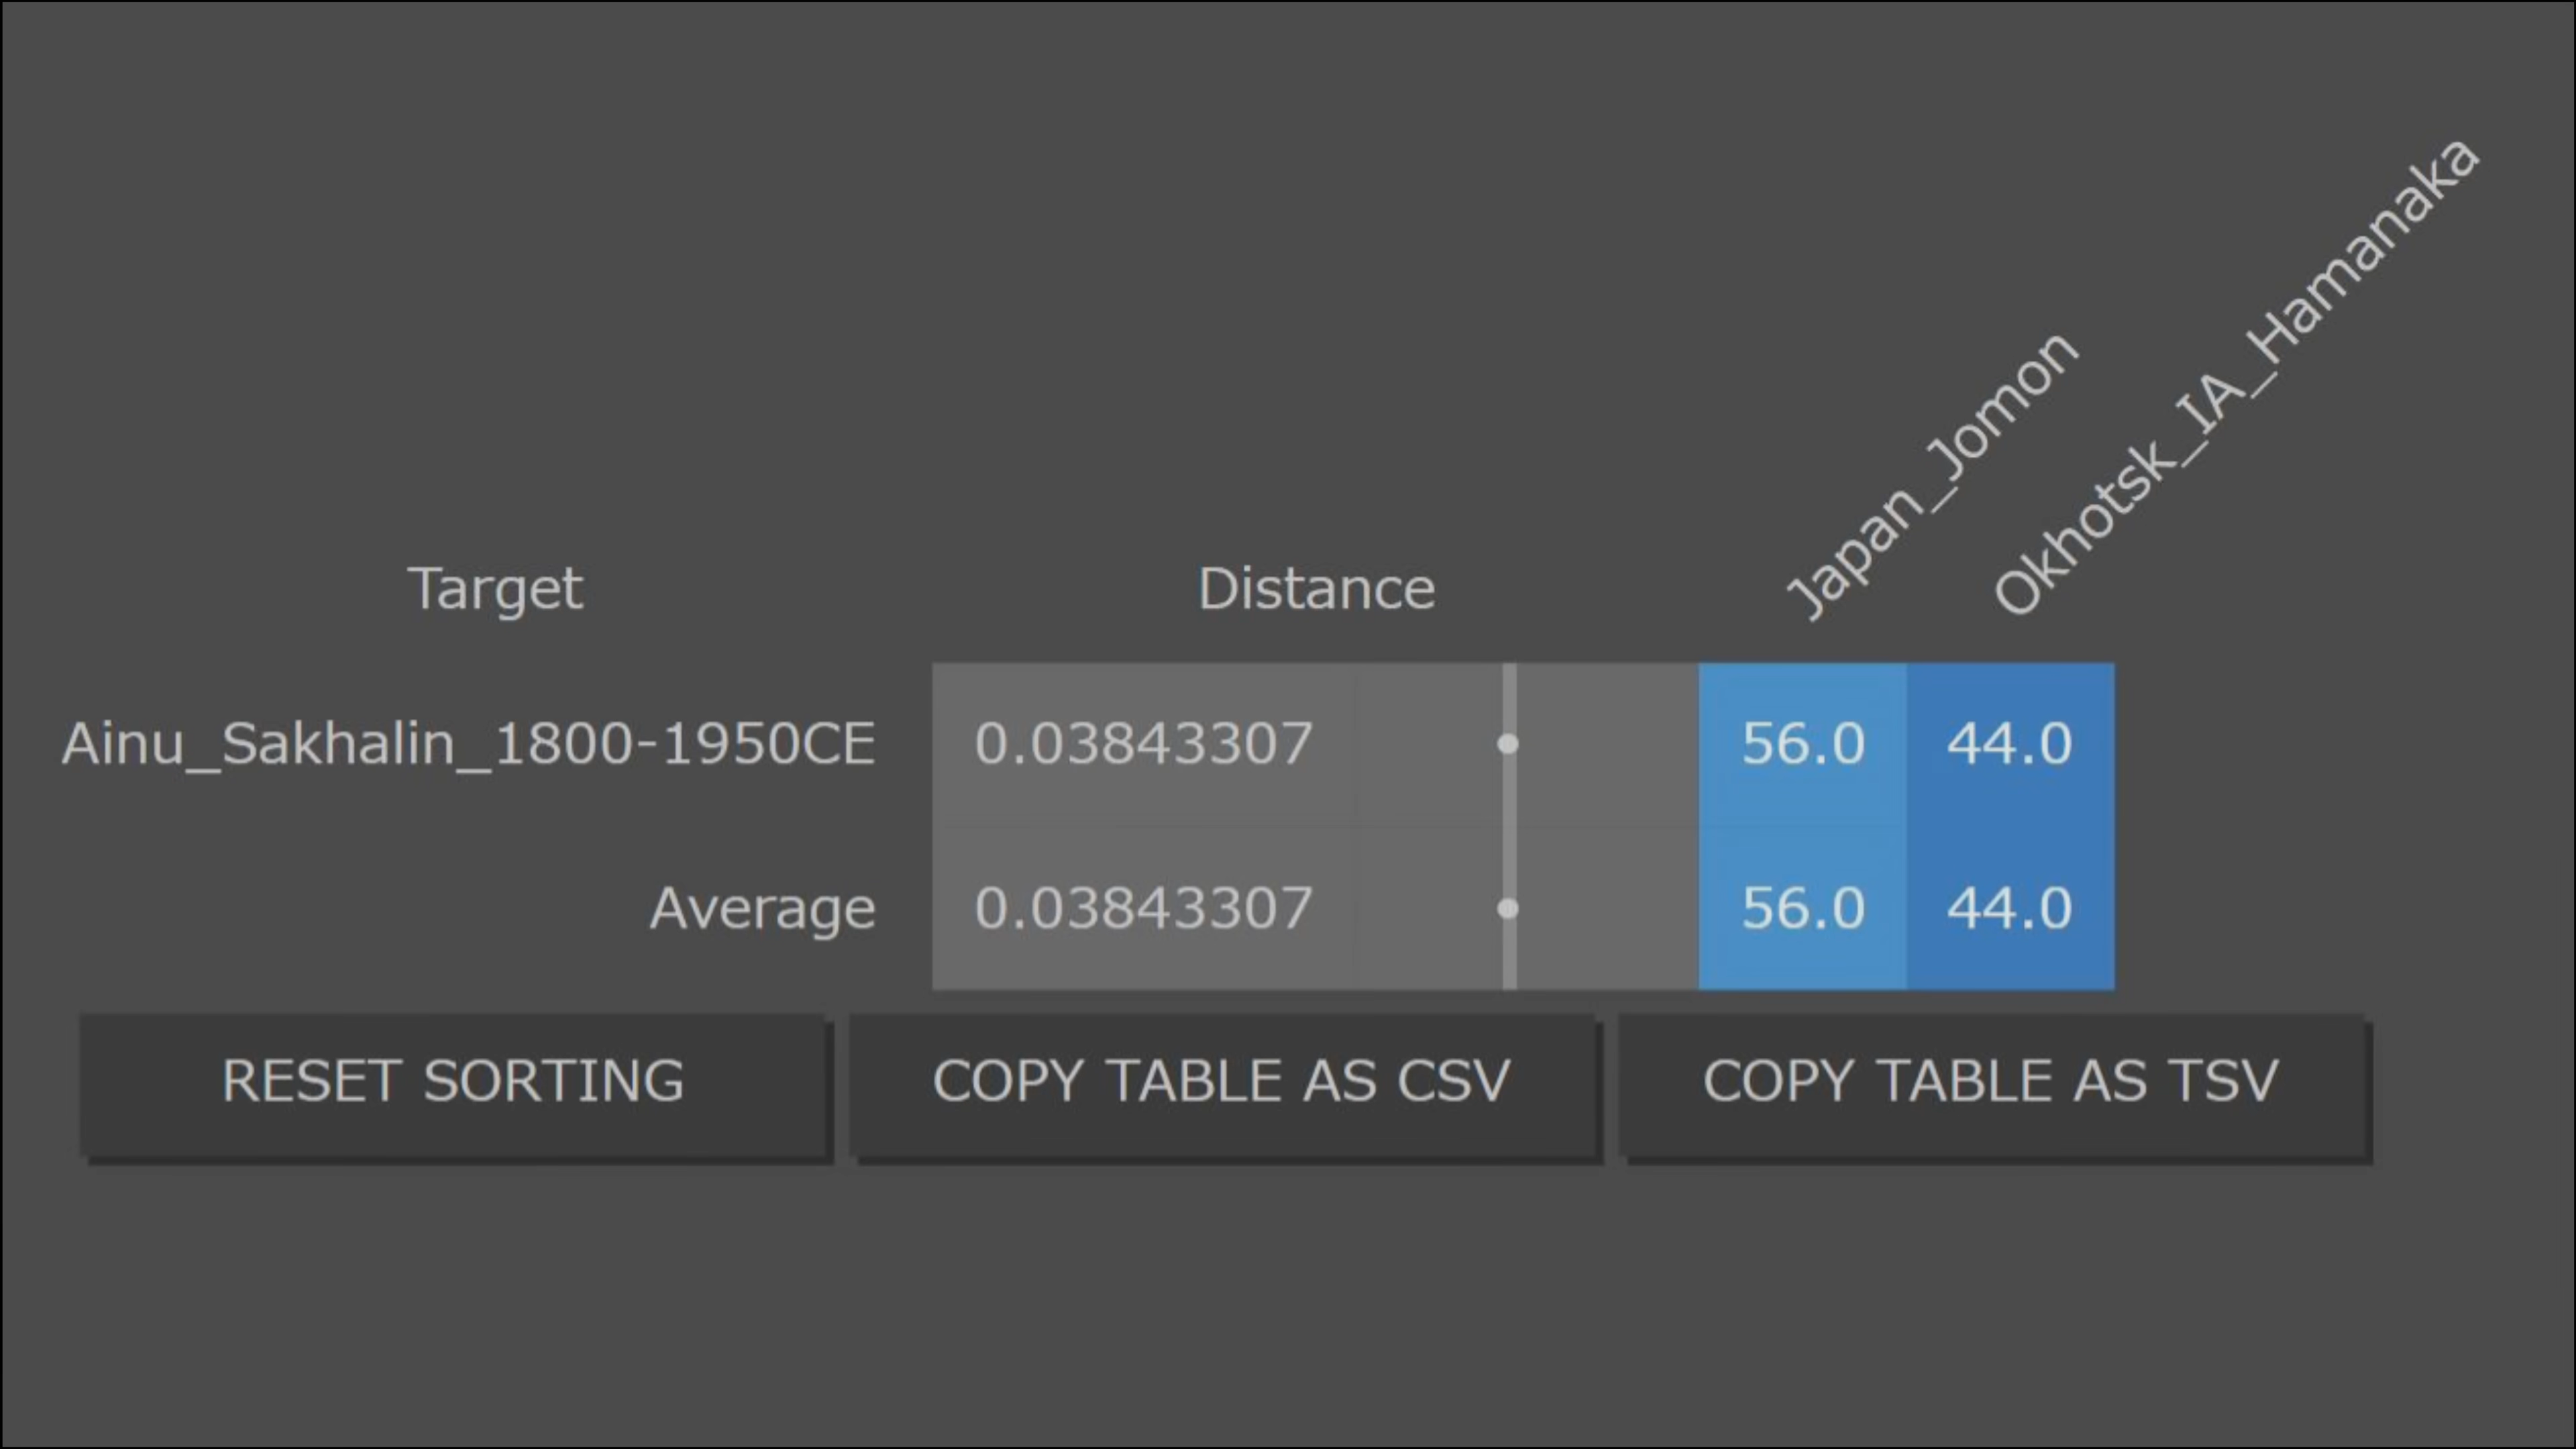 Japan_Jomon
Okhotsk_IA_Hamanaka
Target
Distance
Ainu_Sakhalin_1800-1950CE 0.03843307 56.0 44.0
Average 0.03843307 56.0 44.0
RESET SORTING
COPY TABLE AS CSV
COPY TABLE AS TSV